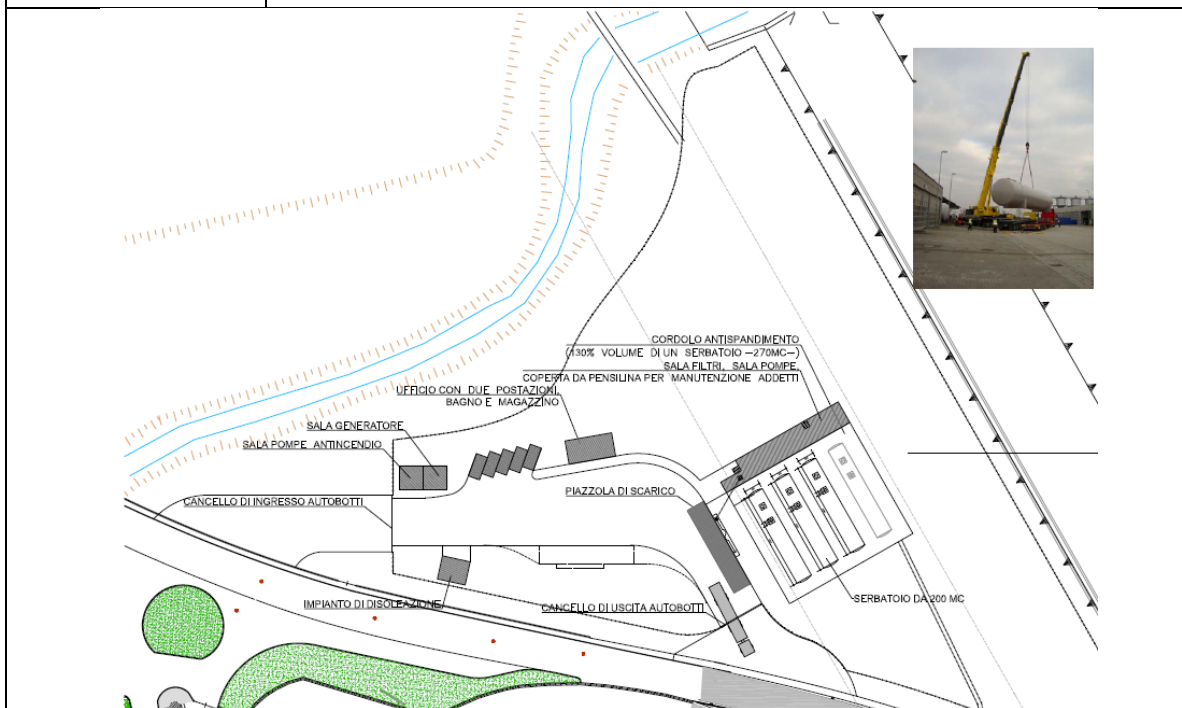 CORDOLO ANTISPANDIMENTO
(130% VOLUME DI UN SERBATOIO –270MC–)
SALA FILTRI, SALA POMPE,
COPERTA DA PENSILINA PER MANUTENZIONE ADDETTI
UFFICIO CON DUE POSTAZIONI,
BAGNO E MAGAZZINO
SALA GENERATORE
SALA POMPE ANTINCENDIO
CANCELLO DI INGRESSO AUTOBOTTI
PIAZZOLA DI SCARICO
IMPIANTO DI DISOLEAZIONE
CANCELLO DI USCITA AUTOBOTTI
SERBATOIO DA 200 MC